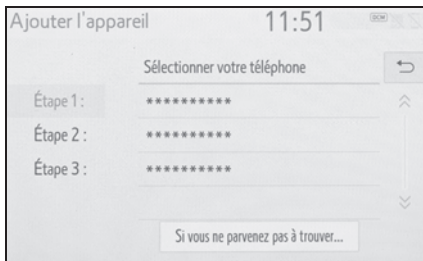 Ajouter l'appareil 11:51 DCM
Sélectionner votre téléphone
Étape 1 : **********
Étape 2 : **********
Étape 3 : **********
Si vous ne parvenez pas à trouver...